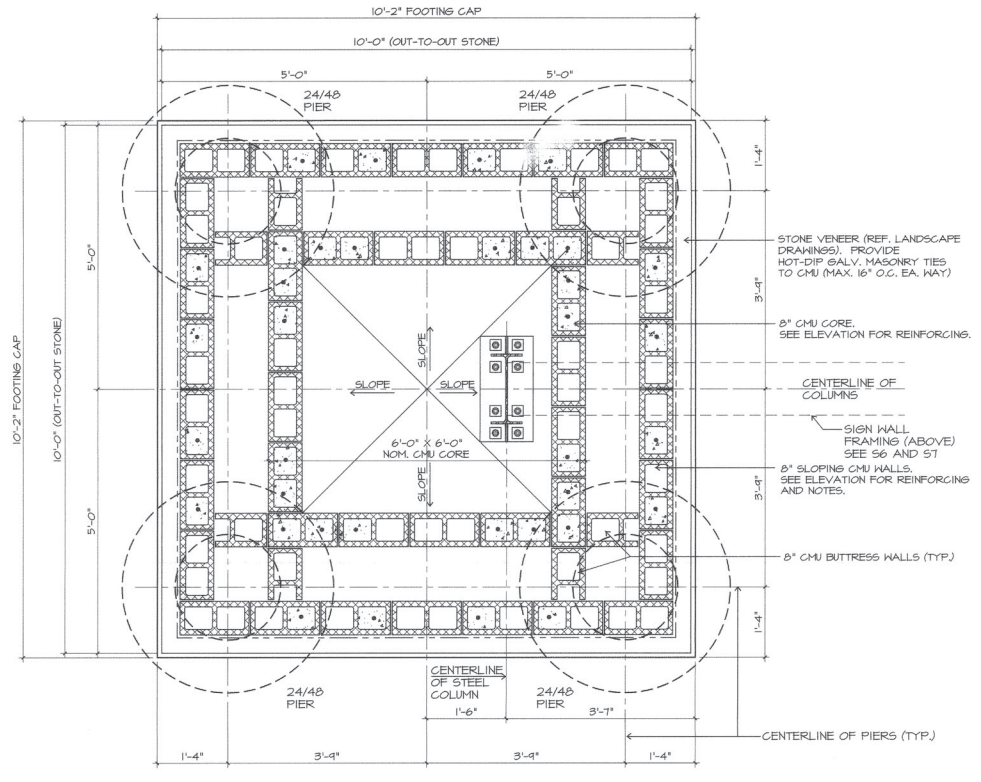 10'-2" FOOTING CAP
10'-0" (OUT-TO-OUT STONE)
5'-0"
5'-0"
24/48
PIER
24/48
PIER
1'-4"
STONE VENEER (REF. LANDSCAPE
DRAWINGS). PROVIDE
HOT-DIP GALV. MASONRY TIES
TO CMU (MAX. 16" O.C. EA. WAY)
5'-0"
3'-9"
8" CMU CORE.
SEE ELEVATION FOR REINFORCING.
10'-2" FOOTING CAP
10'-0" (OUT-TO-OUT STONE)
SLOPE
SLOPE
SLOPE
CENTERLINE OF
COLUMNS
SIGN WALL
FRAMING (ABOVE)
SEE S6 AND S7
6'-0" X 6'-0"
NOM. CMU CORE
SLOPE
8" SLOPING CMU WALLS.
SEE ELEVATION FOR REINFORCING
AND NOTES.
3'-9"
5'-0"
8" CMU BUTTRESS WALLS (TYP.)
1'-4"
CENTERLINE
OF STEEL
COLUMN
24/48
PIER
24/48
PIER
1'-6"
3'-7"
CENTERLINE OF PIERS (TYP.)
1'-4"
3'-9"
3'-9"
1'-4"